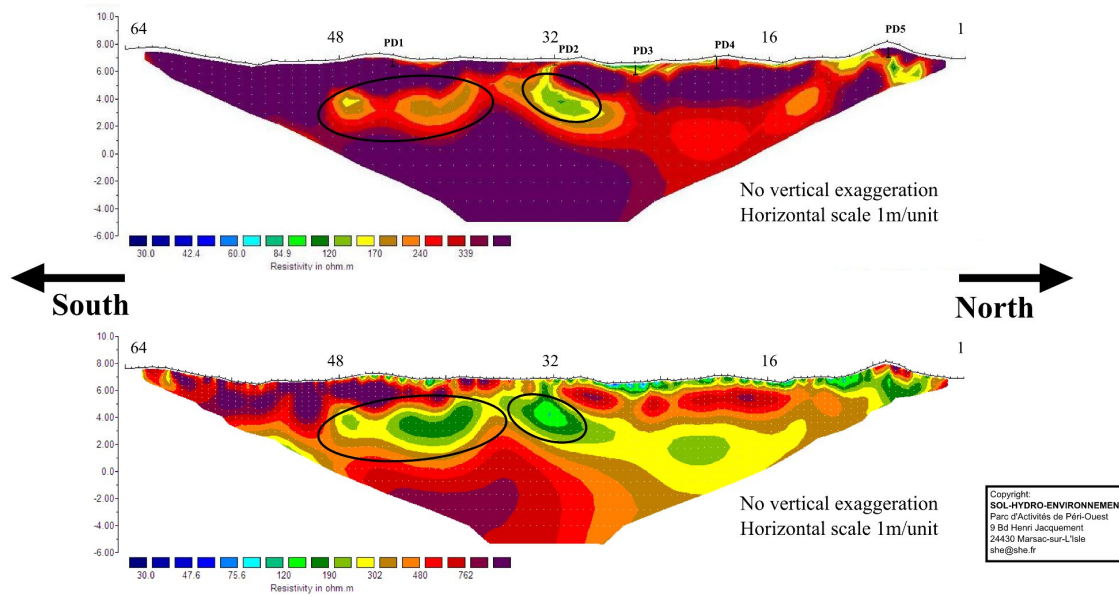 64 48 32 16 1
PD1 PD2 PD3 PD4 PD5
10.0
8.00
6.00
4.00
2.00
0.0
-2.00
-4.00
-6.00
No vertical exaggeration
Horizontal scale 1m/unit
30.0 42.4 60.0 84.9 120 170 240 339
Resistivity in ohm.m
South North
64 48 32 16 1
10.0
8.00
6.00
4.00
2.00
0.0
-2.00
-4.00
-6.00
No vertical exaggeration
Horizontal scale 1m/unit
30.0 47.6 75.6 120 190 302 480 762
Resistivity in ohm.m
Copyright:
SOL-HYDRO-ENVIRONNEMEN
Parc d'Activités de Péri-Ouest
9 Bd Henri Jacquement
24430 Marsac-sur-L'Isle
she@she.fr